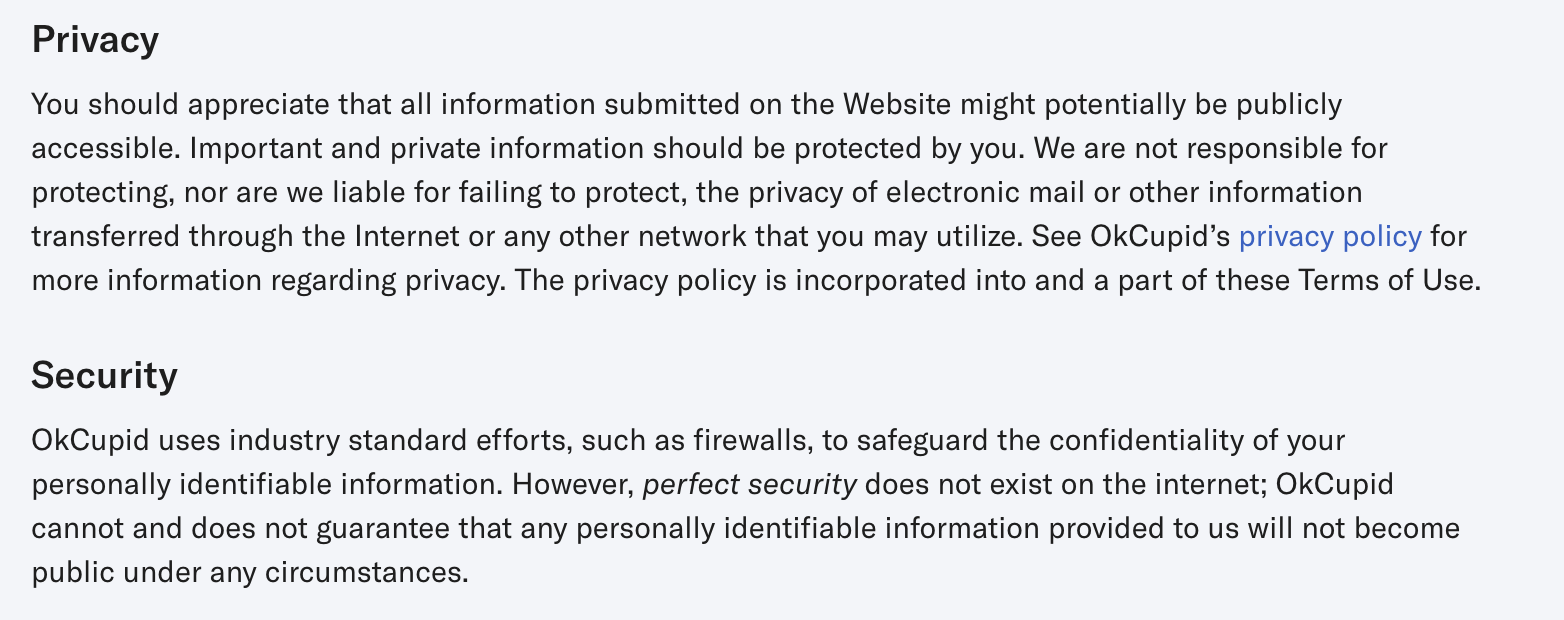 Privacy
You should appreciate that all information submitted on the Website might potentially be publicly
accessible. Important and private information should be protected by you. We are not responsible for
protecting, nor are we liable for failing to protect, the privacy of electronic mail or other information
transferred through the Internet or any other network that you may utilize. See OkCupid’s privacy policy for
more information regarding privacy. The privacy policy is incorporated into and a part of these Terms of Use.
Security
OkCupid uses industry standard efforts, such as firewalls, to safeguard the confidentiality of your
personally identifiable information. However, perfect security does not exist on the internet; OkCupid
cannot and does not guarantee that any personally identifiable information provided to us will not become
public under any circumstances.